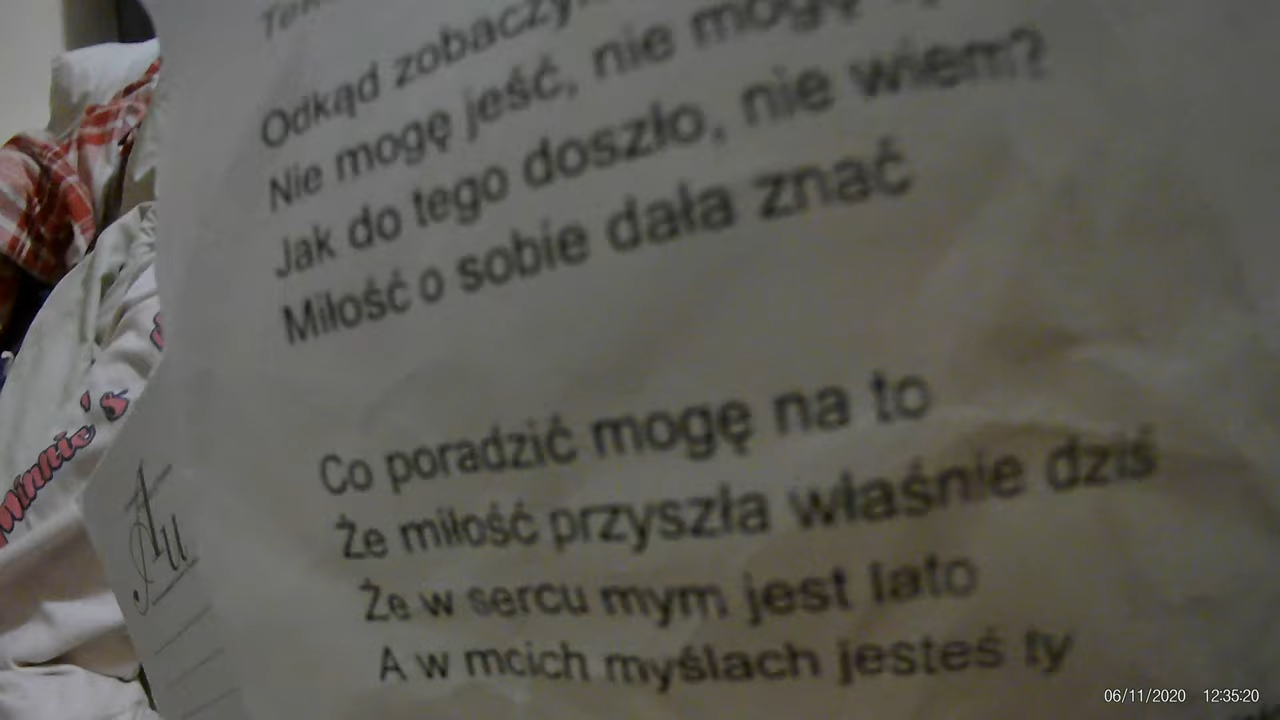 Odkąd
Nie mogę jeść, nie mogę
Jak do tego doszło, nie wiem?
Miłość o sobie dała znać
Co poradzić mogę na to
Że miłość przyszła właśnie dziś
Że w sercu mym jest lato
A w mcich myślach jesteś ty
Minnie's
06/11/2020 12:35:20